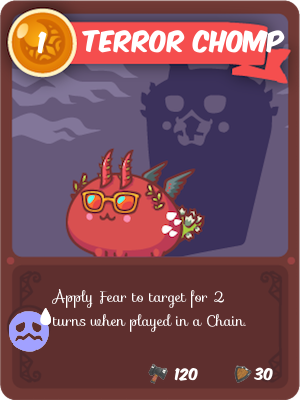 1 TERROR CHOMP
Apply Fear to target for 2
turns when played in a Chain.
120 30